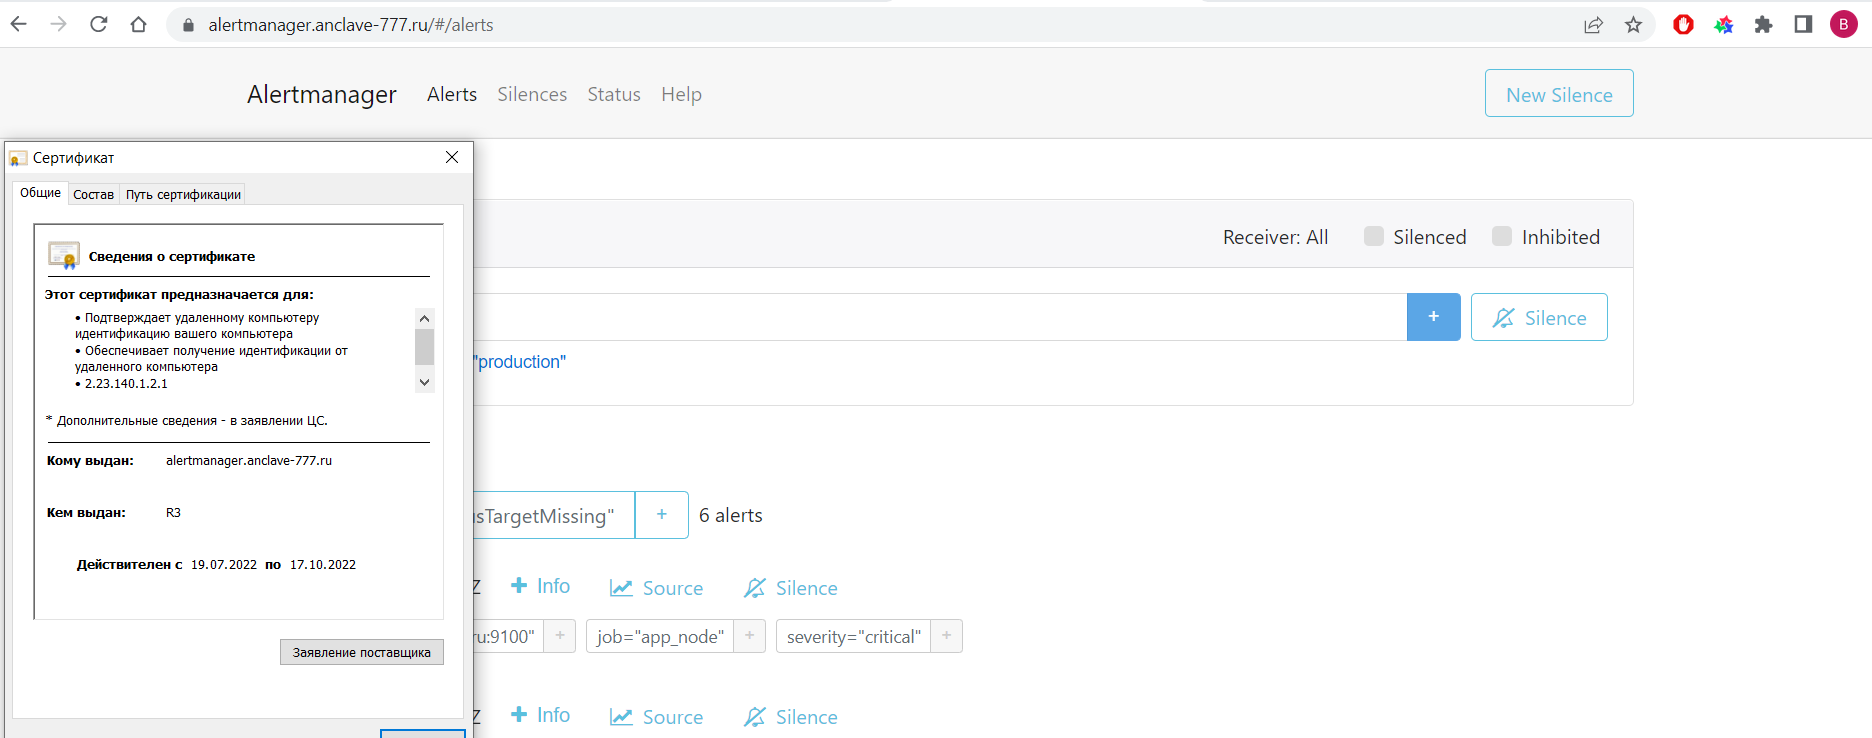 alertmanager.anclave-777.ru/#/alerts
B
Alertmanager Alerts Silences Status Help New Silence
Сертификат
Общие Состав Путь сертификации
Сведения о сертификате
Этот сертификат предназначается для:
• Подтверждает удаленному компьютеру
идентификацию вашего компьютера
• Обеспечивает получение идентификации от
удаленного компьютера
• 2.23.140.1.2.1
* Дополнительные сведения - в заявлении ЦС.
Кому выдан: alertmanager.anclave-777.ru
Кем выдан: R3
Действителен с 19.07.2022 по 17.10.2022
Заявление поставщика
Receiver: All Silenced Inhibited
+ Silence
"production"
sTargetMissing" + 6 alerts
Z + Info Source Silence
ru:9100" + job="app_node" + severity="critical" +
Z + Info Source Silence